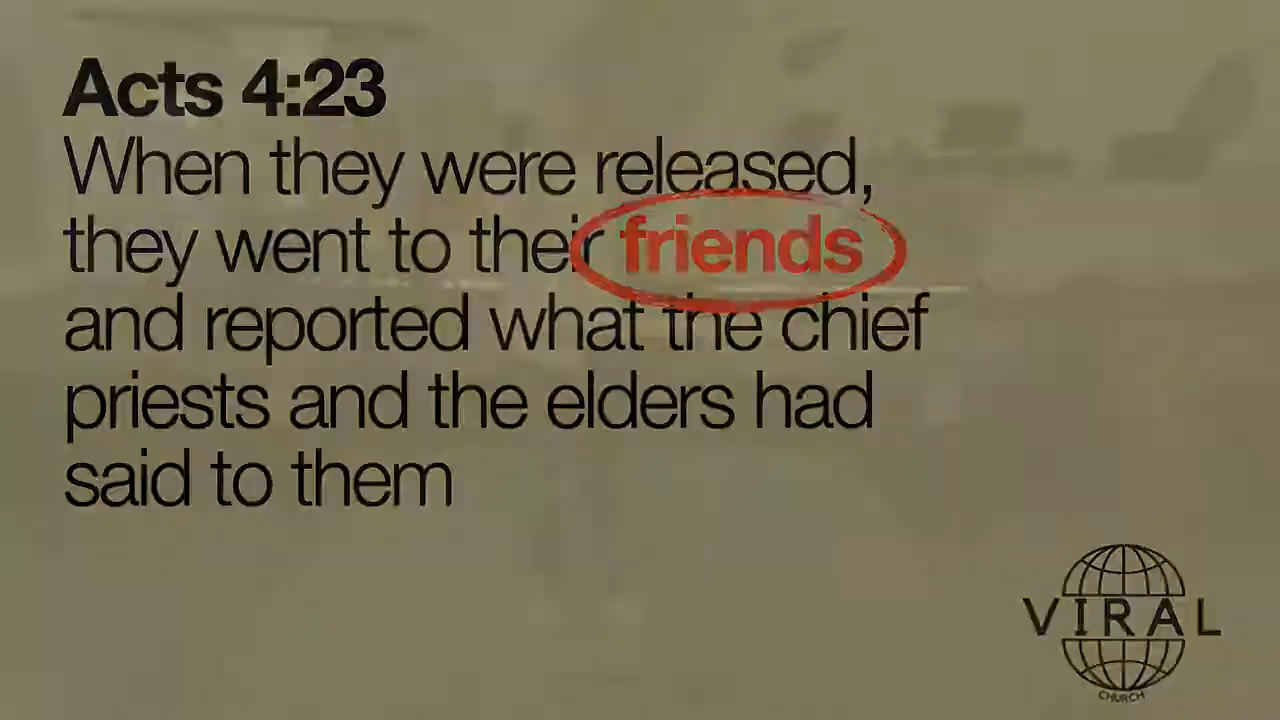 Acts 4:23
When they were released,
they went to their friends
and reported what the chief
priests and the elders had
said to them
VIRAL
CHURCH